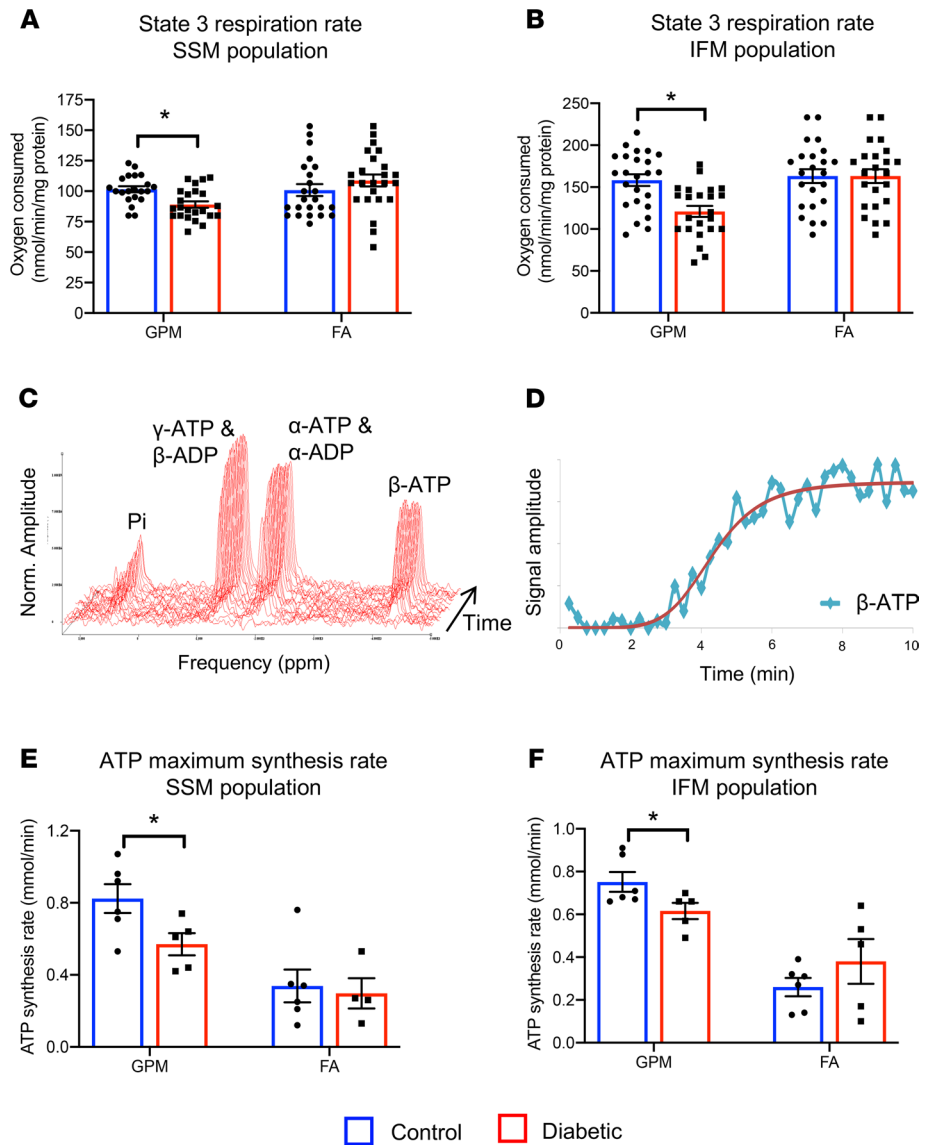 A
State 3 respiration rate
SSM population
Oxygen consumed
(nmol/min/mg protein)
175
150
125
100
75
50
25
0
*
GPM
FA
B
State 3 respiration rate
IFM population
Oxygen consumed
(nmol/min/mg protein)
250
200
150
100
50
0
*
GPM
FA
C
Norm. Amplitude
Pi
γ-ATP &
β-ADP
α-ATP &
α-ADP
β-ATP
Time
Frequency (ppm)
D
Signal amplitude
β-ATP
0
2
4
6
8
10
Time (min)
E
ATP maximum synthesis rate
SSM population
ATP synthesis rate (mmol/min)
1.2
0.8
0.4
0.0
*
GPM
FA
F
ATP maximum synthesis rate
IFM population
ATP synthesis rate (mmol/min)
1.0
0.8
0.6
0.4
0.2
0.0
*
GPM
FA
Control
Diabetic